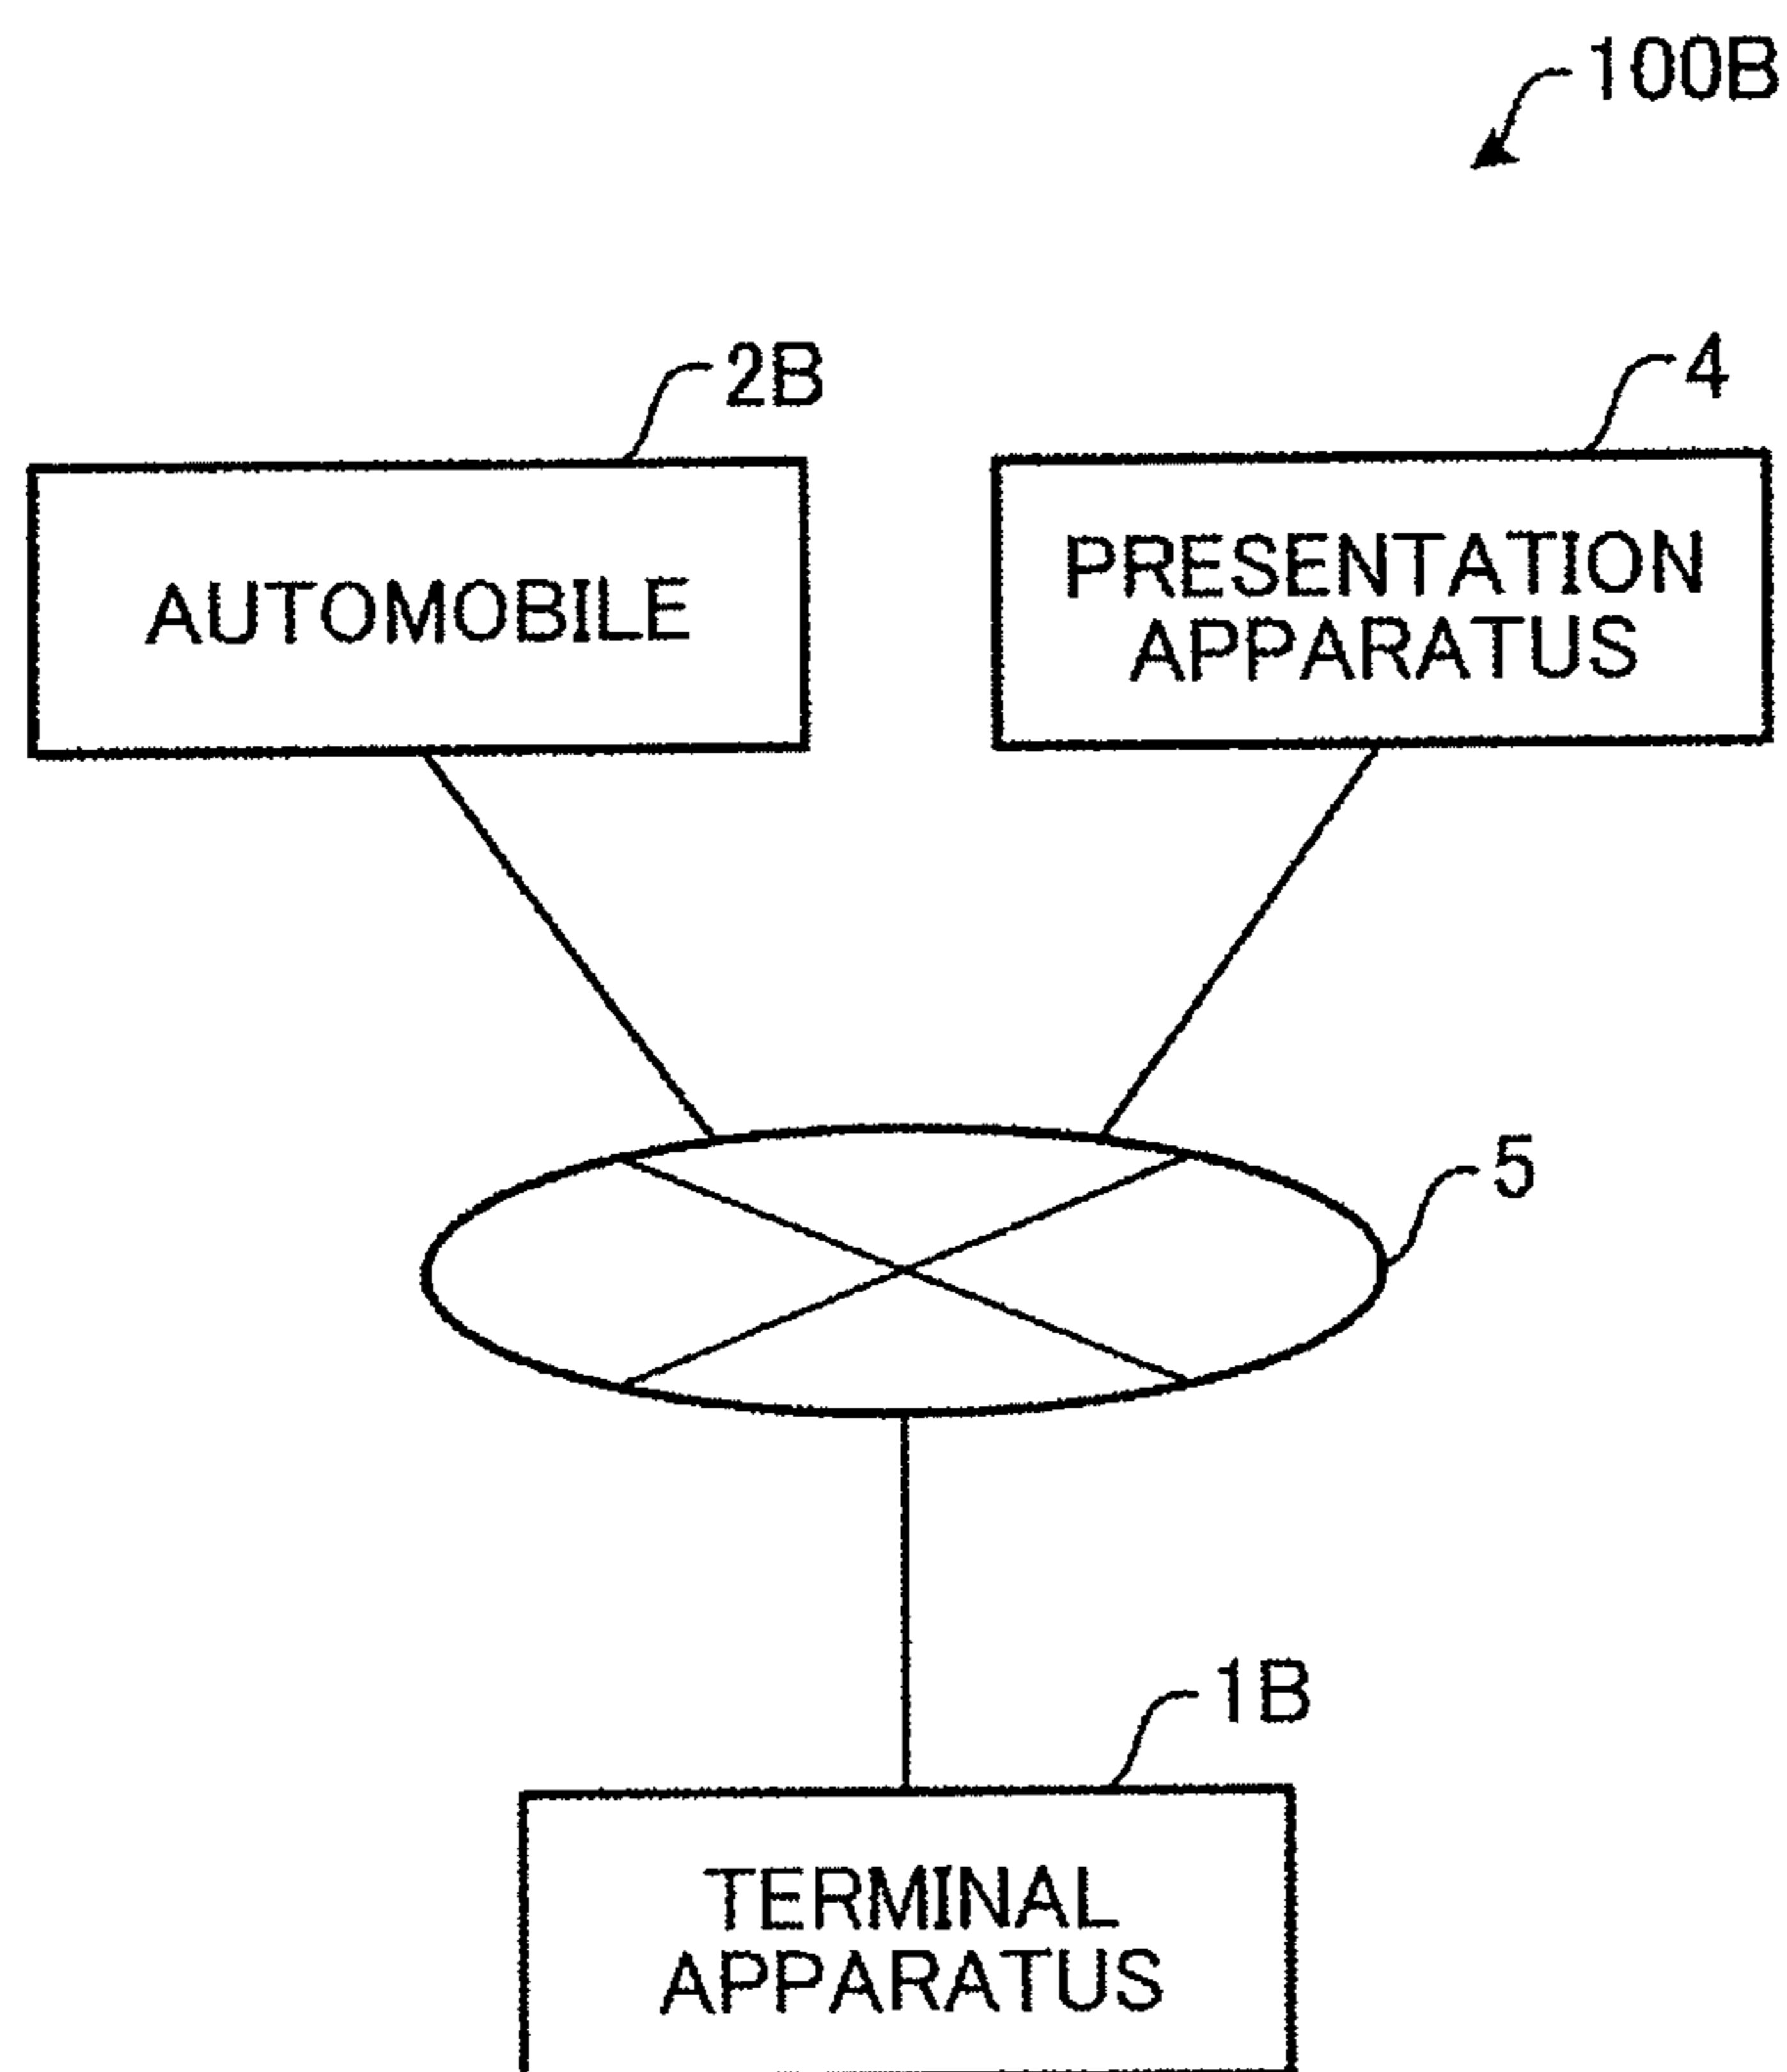 100B
2B
4
AUTOMOBILE
PRESENTATION
APPARATUS
5
1B
TERMINAL
APPARATUS